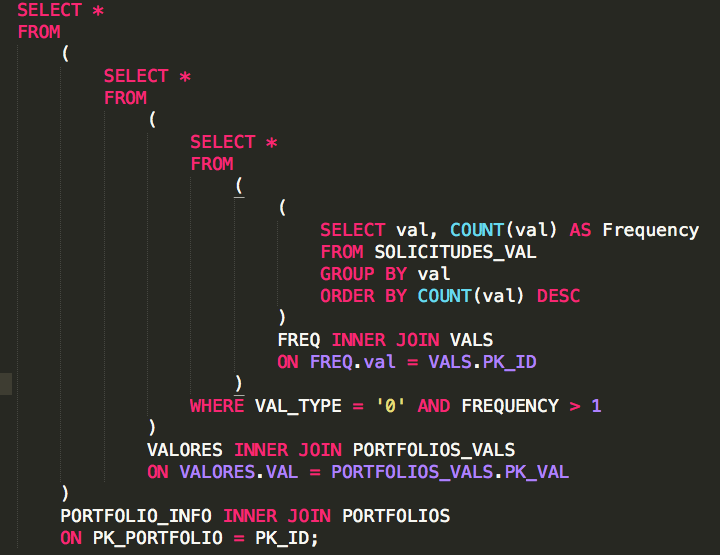 SELECT *
FROM
(
SELECT *
FROM
(
SELECT *
FROM
(
(
SELECT val, COUNT(val) AS Frequency
FROM SOLICITUDES_VAL
GROUP BY val
ORDER BY COUNT(val) DESC
)
FREQ INNER JOIN VALS
ON FREQ.val = VALS.PK_ID
)
WHERE VAL_TYPE = '0' AND FREQUENCY > 1
)
VALORES INNER JOIN PORTFOLIOS_VALS
ON VALORES.VAL = PORTFOLIOS_VALS.PK_VAL
)
PORTFOLIO_INFO INNER JOIN PORTFOLIOS
ON PK_PORTFOLIO = PK_ID;